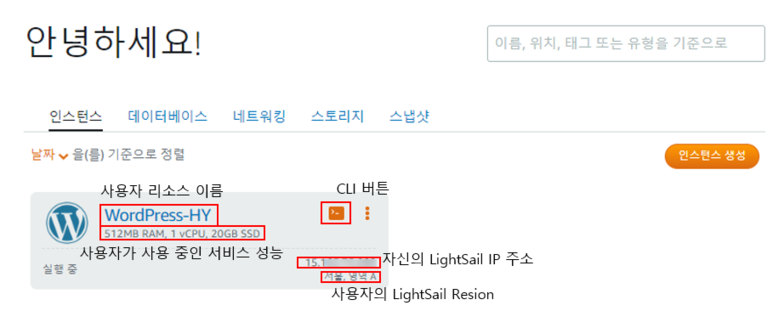 안녕하세요!
이름, 위치, 태그 또는 유형을 기준으로
인스턴스 데이터베이스 네트워킹 스토리지 스냅샷
날짜 을(를) 기준으로 정렬
인스턴스 생성
사용자 리소스 이름
CLI 버튼
WordPress-HY
512MB RAM, 1 vCPU, 20GB SSD
사용자가 사용 중인 서비스 성능
실행 중
15.1
자신의 LightSail IP 주소
서울, 영역 A
사용자의 LightSail Resion